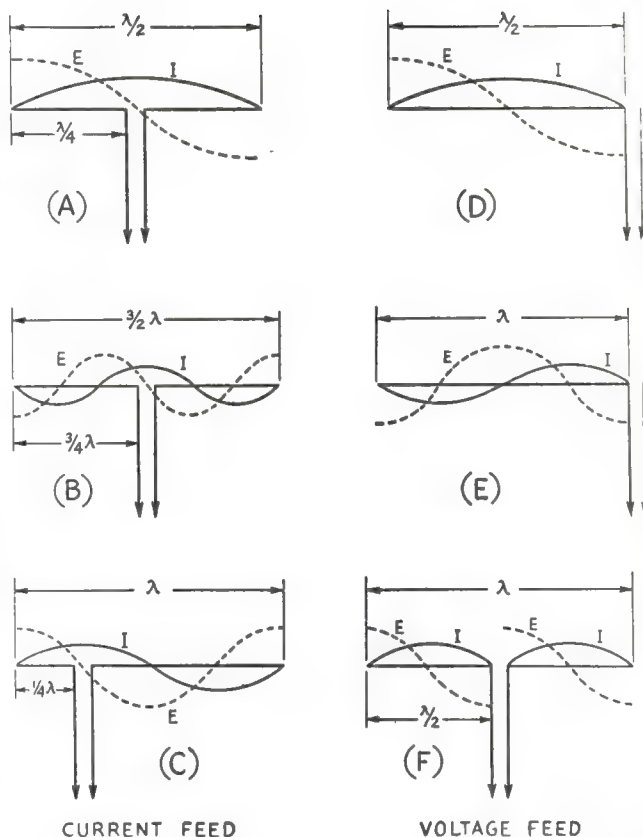 λ/2
E
I
λ/4
(A)
λ/2
E
I
(D)
3/2 λ
E
I
3/4 λ
(B)
λ
E
I
(E)
λ
I
E
1/4 λ
(C)
λ
E
I
E
I
λ/2
(F)
CURRENT FEED
VOLTAGE FEED